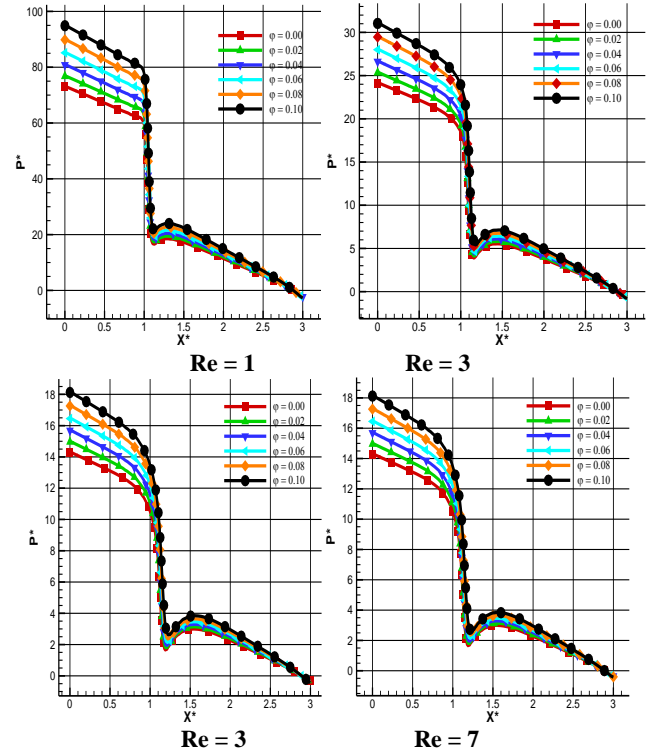 100
80
60
40
20
0
P*
φ = 0.00
φ = 0.02
φ = 0.04
φ = 0.06
φ = 0.08
φ = 0.10
0 0.5 1 1.5 2 2.5 3
X*
Re = 1
30
25
20
15
10
5
0
P*
φ = 0.00
φ = 0.02
φ = 0.04
φ = 0.06
φ = 0.08
φ = 0.10
0 0.5 1 1.5 2 2.5 3
X*
Re = 3
18
16
14
12
10
8
6
4
2
0
P*
φ = 0.00
φ = 0.02
φ = 0.04
φ = 0.06
φ = 0.08
φ = 0.10
0 0.5 1 1.5 2 2.5 3
X*
Re = 3
18
16
14
12
10
8
6
4
2
0
P*
φ = 0.00
φ = 0.02
φ = 0.04
φ = 0.06
φ = 0.08
φ = 0.10
0 0.5 1 1.5 2 2.5 3
X*
Re = 7